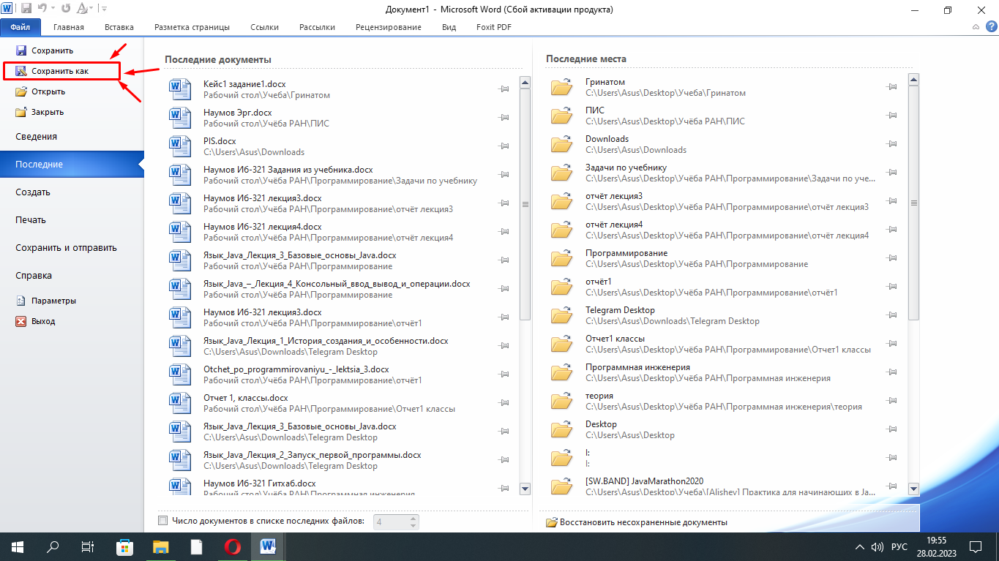 Документ1 - Microsoft Word (Сбой активации продукта)
Файл Главная Вставка Разметка страницы Ссылки Рассылки Рецензирование Вид Foxit PDF
Сохранить
Сохранить как
Открыть
Закрыть
Сведения
Последние
Создать
Печать
Сохранить и отправить
Справка
Параметры
Выход
Последние документы
Кейс1 задание1.docx
Рабочий стол\Учеба\Гринатом
Наумов Эрг.docx
Рабочий стол\Учёба РАН\ПИС
PIS.docx
C:\Users\Asus\Downloads
Наумов Иб-321 Задания из учебника.docx
Рабочий стол\Учёба РАН\Программирование\Задачи по учебнику
Наумов Иб-321 лекция3.docx
Рабочий стол\Учёба РАН\Программирование\отчёт лекция3
Наумов Иб-321 лекция4.docx
Рабочий стол\Учёба РАН\Программирование\отчёт лекция4
Язык_Java_Лекция_3_Базовые_основы_Java.docx
Рабочий стол\Учёба РАН\Программирование
Язык_Java_–_Лекция_4_Консольный_ввод_вывод_и_операции.docx
Рабочий стол\Учёба РАН\Программирование
Наумов Иб-321 лекция3.docx
Рабочий стол\Учёба РАН\Программирование\отчёт1
Язык_Java_Лекция_1_История_создания_и_особенности.docx
C:\Users\Asus\Downloads\Telegram Desktop
Otchet_po_programmirovaniyu_-_lektsia_3.docx
Рабочий стол\Учёба РАН\Программирование\отчёт1
Отчет 1, классы.docx
Рабочий стол\Учёба РАН\Программирование\Отчет1 классы
Язык_Java_Лекция_3_Базовые_основы_Java.docx
C:\Users\Asus\Downloads\Telegram Desktop
Язык_Java_Лекция_2_Запуск_первой_программы.docx
C:\Users\Asus\Downloads\Telegram Desktop
Наумов Иб-321 Гитхаб.docx
Рабочий стол\Учёба РАН\Программная инженерия
Число документов в списке последних файлов: 4
Последние места
Гринатом
C:\Users\Asus\Desktop\Учеба\Гринатом
ПИС
C:\Users\Asus\Desktop\Учёба РАН\ПИС
Downloads
C:\Users\Asus\Downloads
Задачи по учебнику
C:\Users\Asus\Desktop\Учёба РАН\Программирование\Задачи по уче...
отчёт лекция3
C:\Users\Asus\Desktop\Учёба РАН\Программирование\отчёт лекция3
отчёт лекция4
C:\Users\Asus\Desktop\Учёба РАН\Программирование\отчёт лекция4
Программирование
C:\Users\Asus\Desktop\Учёба РАН\Программирование
отчёт1
C:\Users\Asus\Desktop\Учёба РАН\Программирование\отчёт1
Telegram Desktop
C:\Users\Asus\Downloads\Telegram Desktop
Отчет1 классы
C:\Users\Asus\Desktop\Учёба РАН\Программирование\Отчет1 классы
Программная инженерия
C:\Users\Asus\Desktop\Учёба РАН\Программная инженерия
теория
C:\Users\Asus\Desktop\Учёба РАН\Программная инженерия\теория
Desktop
C:\Users\Asus\Desktop
I:
I:
[SW.BAND] JavaMarathon2020
C:\Users\Asus\Desktop\Учёба\[Alishev] Практика для начинающих в Ja...
Восстановить несохраненные документы
РУС
19:55
28.02.2023